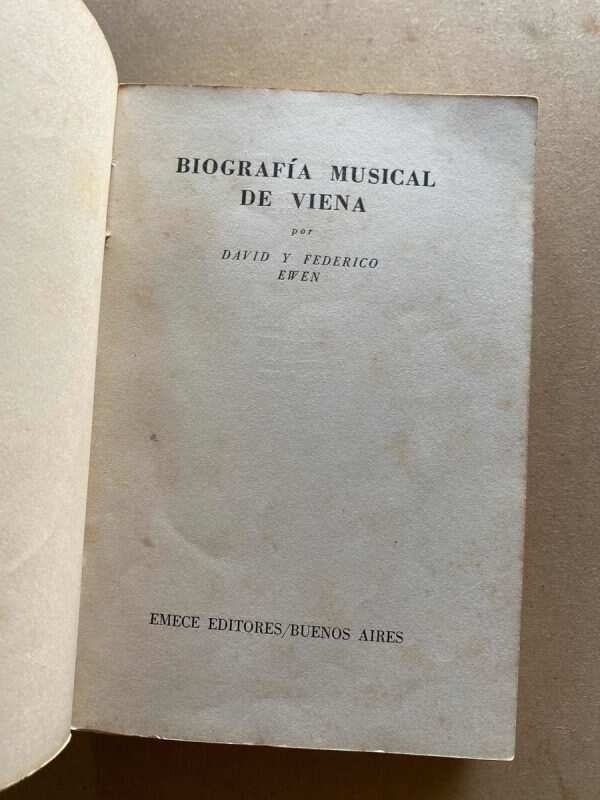 BIOGRAFÍA MUSICAL
DE VIENA
por
DAVID Y FEDERICO
EWEN
EMECE EDITORES/BUENOS AIRES